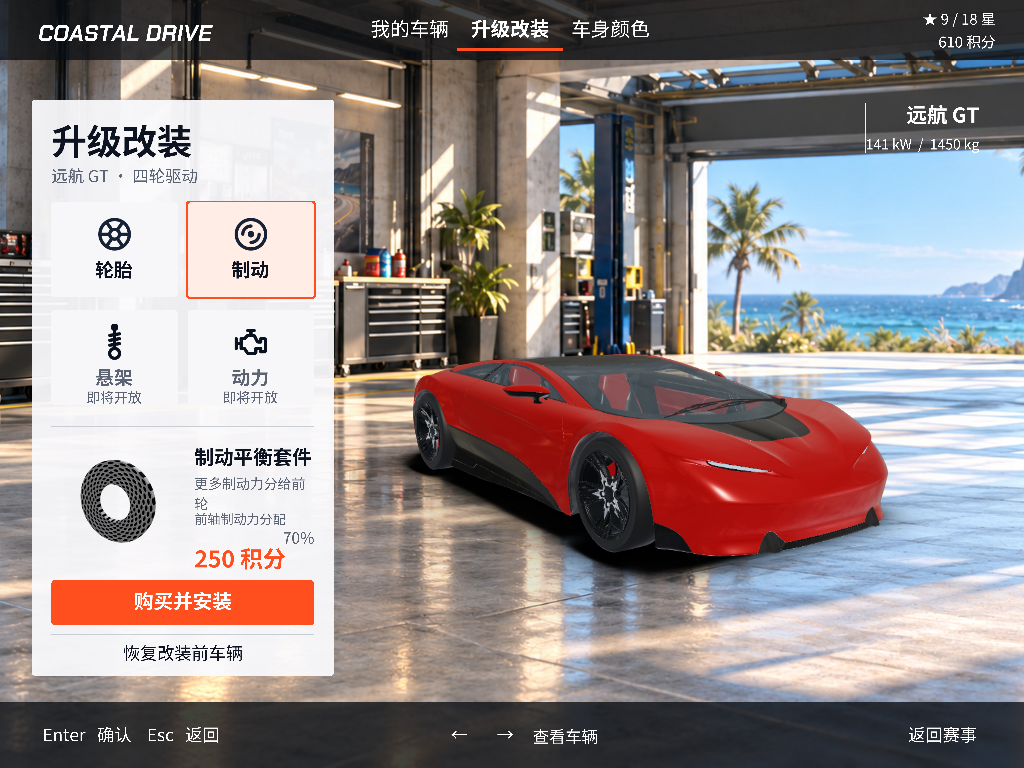 COASTAL DRIVE
我的车辆 升级改装 车身颜色
★ 9 / 18 星
610 积分
远航 GT
141 kW / 1450 kg
升级改装
远航 GT · 四轮驱动
轮胎 制动
悬架 动力
即将开放 即将开放
制动平衡套件
更多制动力分给前
轮
前轴制动力分配
70%
250 积分
购买并安装
恢复改装前车辆
Enter 确认 Esc 返回
← → 查看车辆
返回赛事